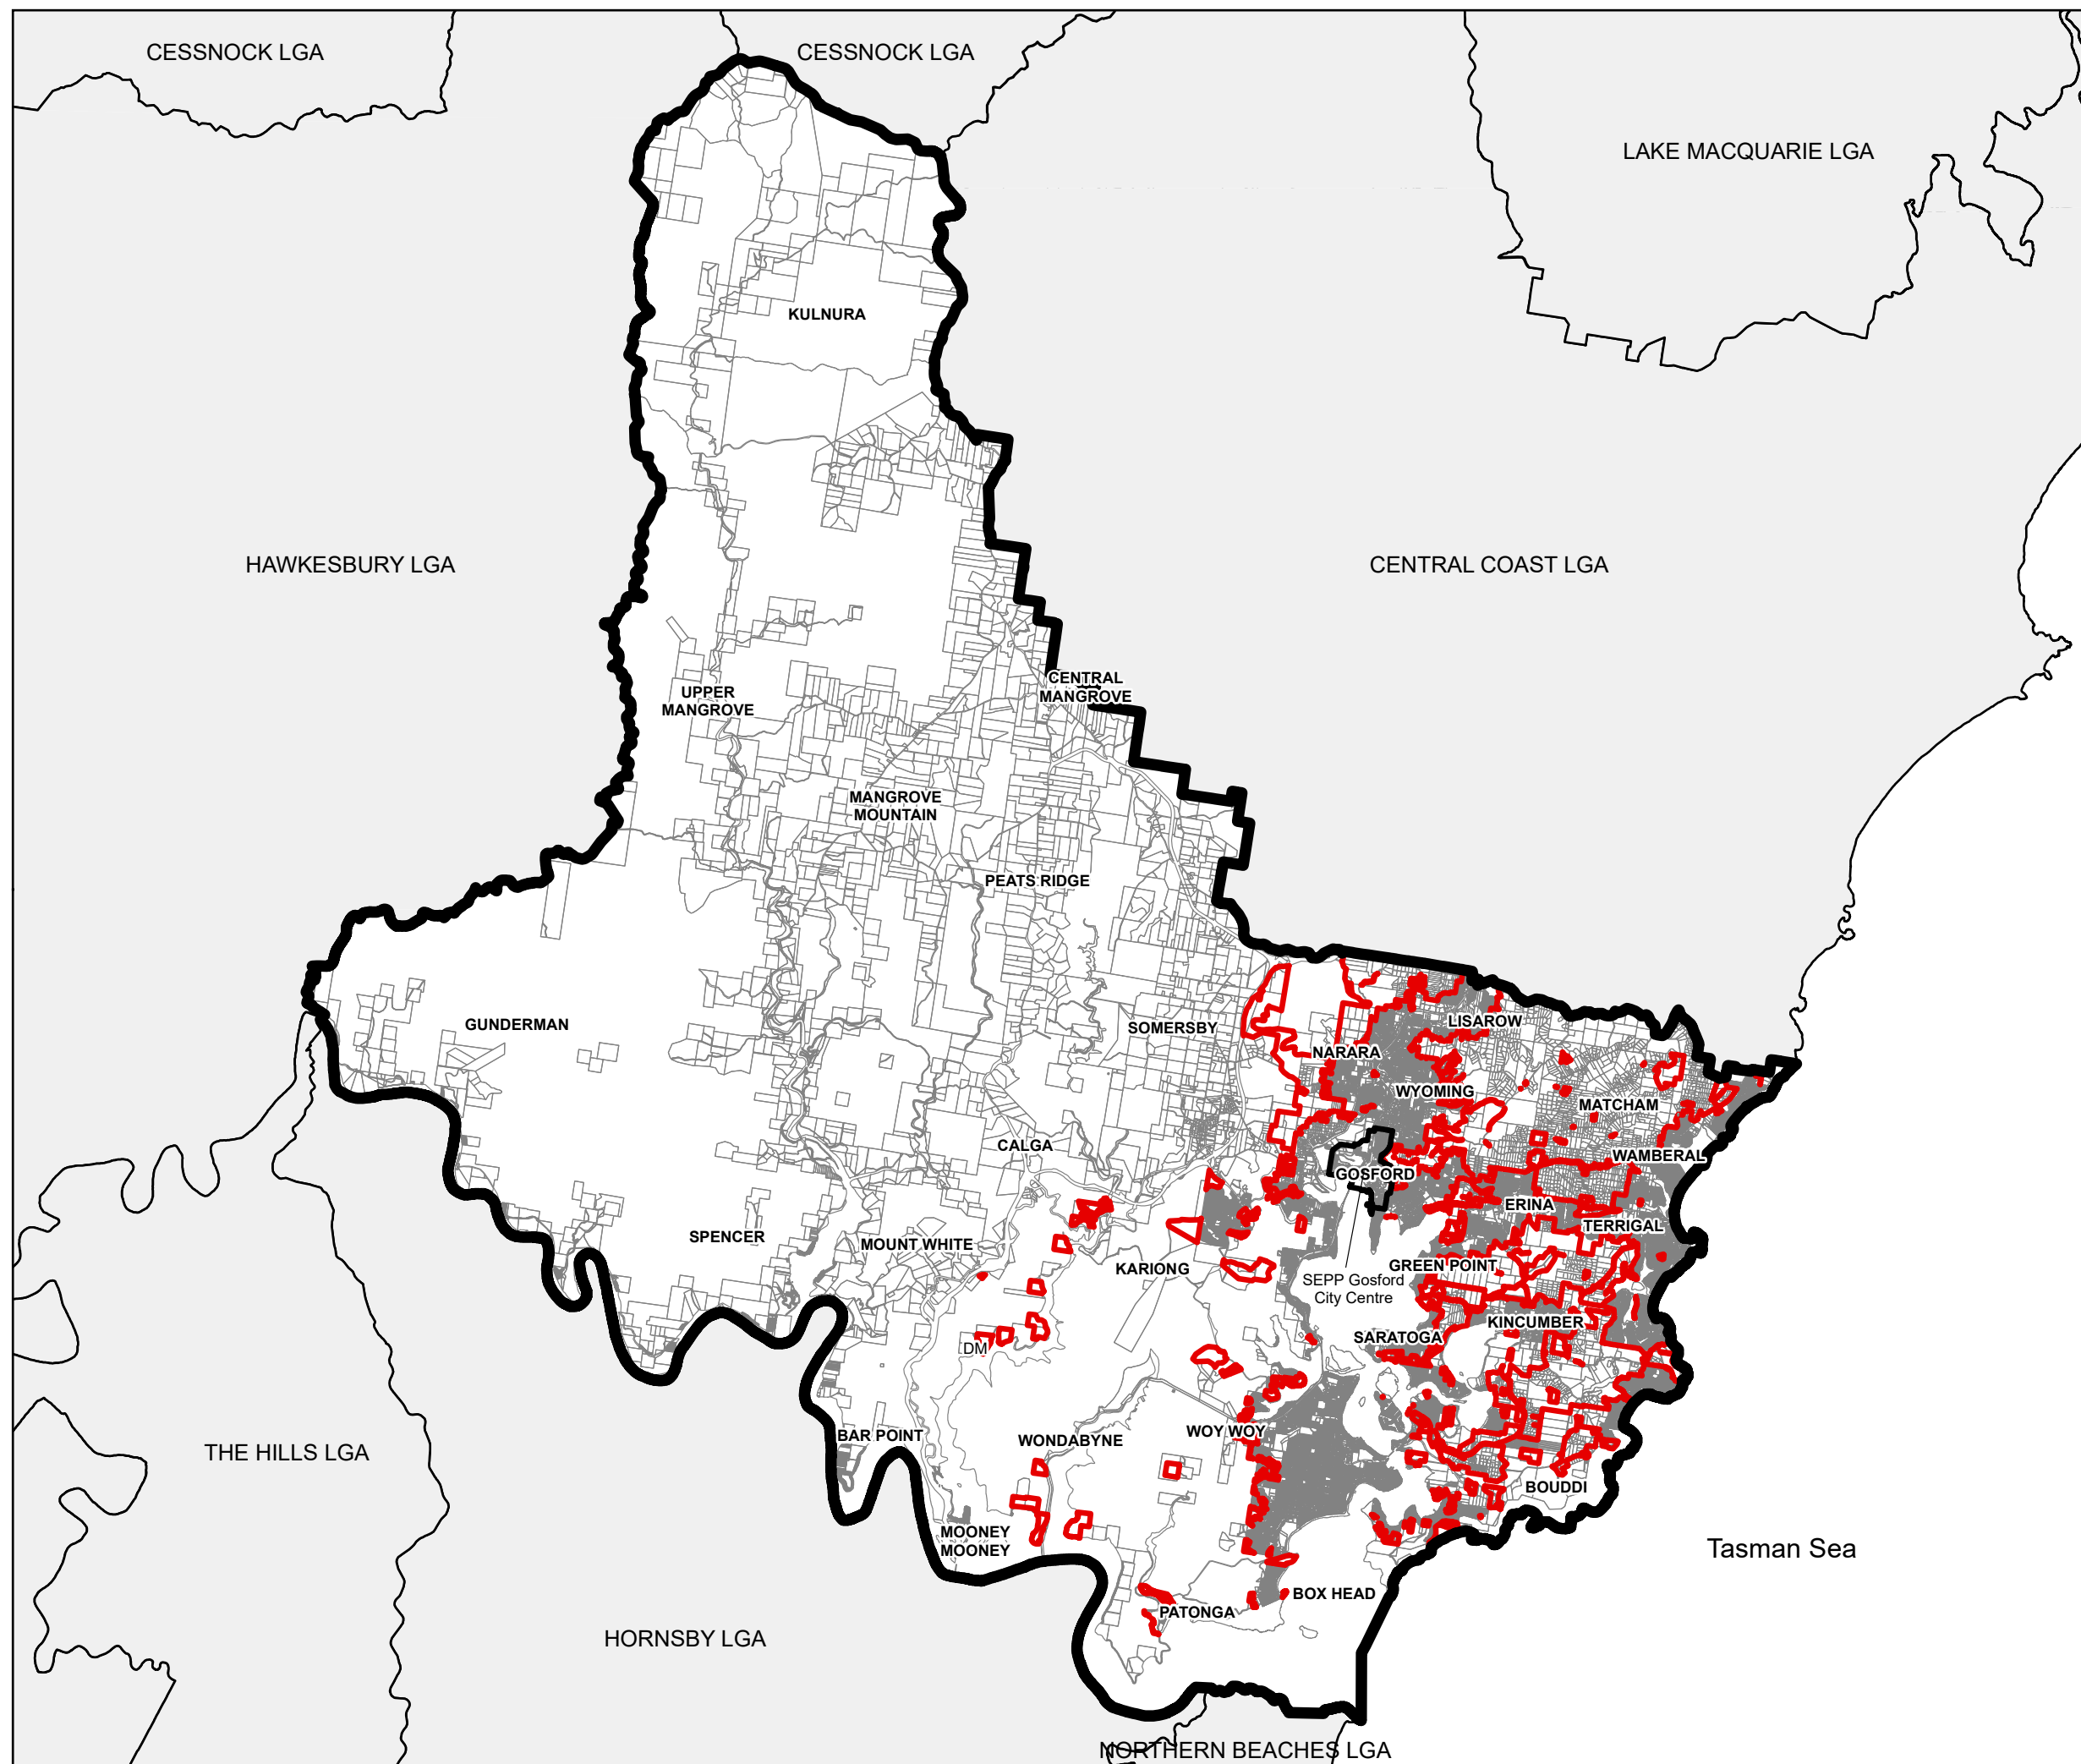 CESSNOCK LGA
CESSNOCK LGA
LAKE MACQUARIE LGA
KULNURA
HAWKESBURY LGA
CENTRAL COAST LGA
CENTRAL
MANGROVE
UPPER
MANGROVE
MANGROVE
MOUNTAIN
PEATS RIDGE
GUNDERMAN
SOMERSBY
LISAROW
NARARA
WYOMING
MATCHAM
CALGA
WAMBERAL
GOSFORD
ERINA
TERRIGAL
SPENCER
MOUNT WHITE
KARIONG
GREEN POINT
SEPP Gosford
City Centre
KINCUMBER
SARATOGA
DM
WOY WOY
BAR POINT
WONDABYNE
THE HILLS LGA
BOUDDI
MOONEY
MOONEY
Tasman Sea
BOX HEAD
PATONGA
HORNSBY LGA
NORTHERN BEACHES LGA